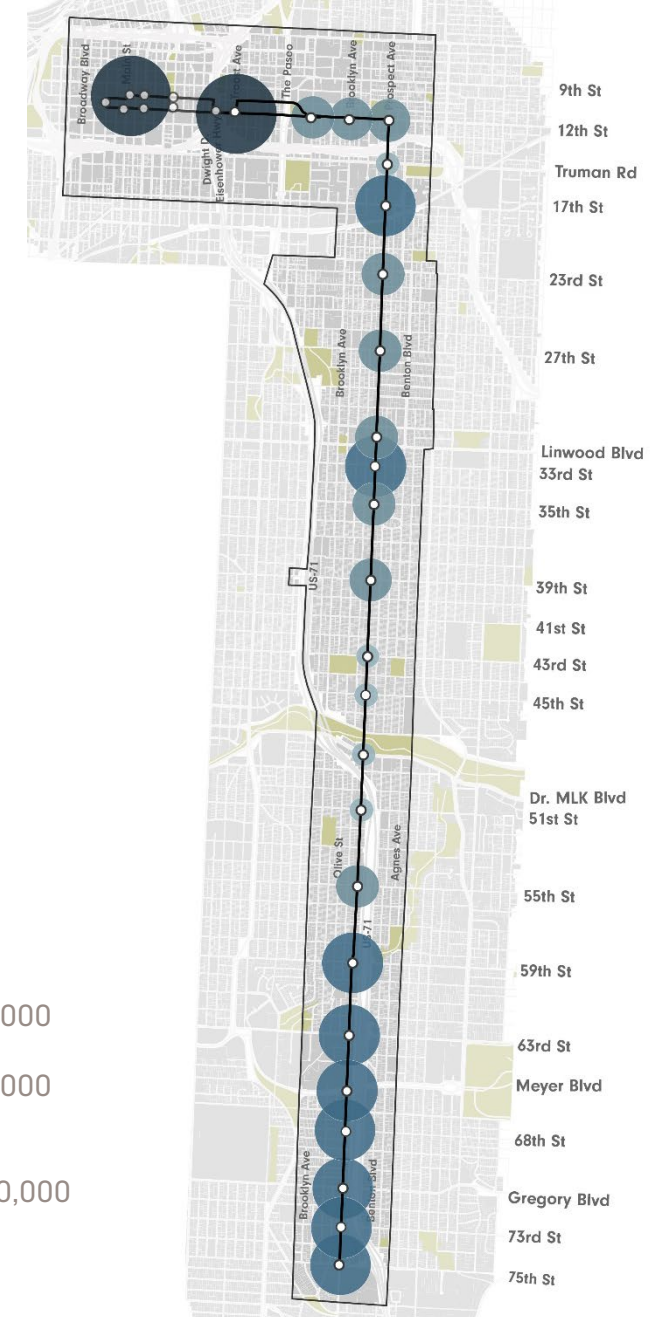 Broadway Blvd
Main St
Ave
The Paseo
Brooklyn Ave
Prospect Ave
Dwight D
Eisenhower Hwy
9th St
12th St
Truman Rd
17th St
23rd St
27th St
Brooklyn Ave
Benton Blvd
Linwood Blvd
33rd St
35th St
39th St
US-71
41st St
43rd St
45th St
Dr. MLK Blvd
51st St
Olive St
Agnes Ave
55th St
US-71
59th St
000
63rd St
000
Meyer Blvd
68th St
Brooklyn Ave
Benton Blvd
0,000
Gregory Blvd
73rd St
75th St